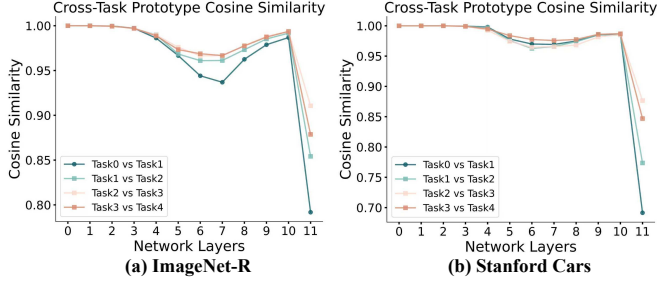 Cross-Task Prototype Cosine Similarity
1.00
0.95
0.90
0.85
0.80
Cosine Similarity
Task0 vs Task1
Task1 vs Task2
Task2 vs Task3
Task3 vs Task4
0 1 2 3 4 5 6 7 8 9 10 11
Network Layers
(a) ImageNet-R
Cross-Task Prototype Cosine Similarity
1.00
0.95
0.90
0.85
0.80
0.75
0.70
Cosine Similarity
Task0 vs Task1
Task1 vs Task2
Task2 vs Task3
Task3 vs Task4
0 1 2 3 4 5 6 7 8 9 10 11
Network Layers
(b) Stanford Cars